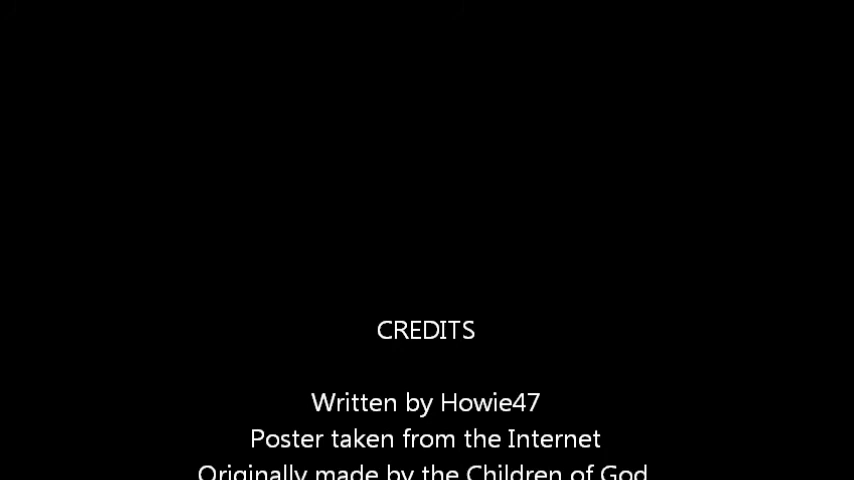 CREDITS
Written by Howie47
Poster taken from the Internet
Originally made by the Children of God